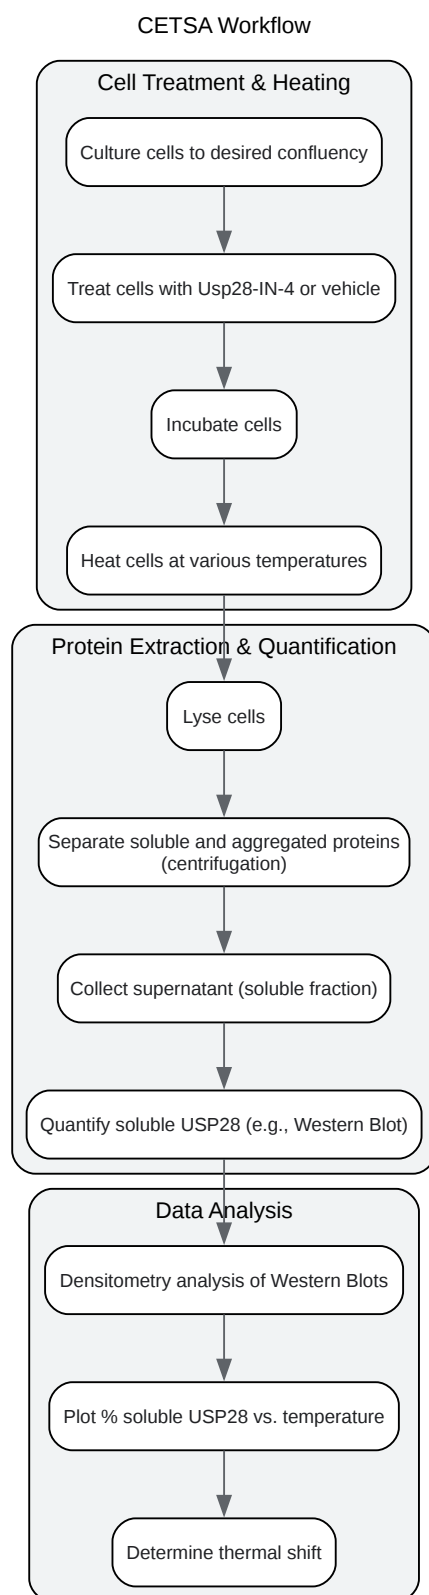 CETSA Workflow
Cell Treatment & Heating
Culture cells to desired confluency
Treat cells with Usp28-IN-4 or vehicle
Incubate cells
Heat cells at various temperatures
Protein Extraction & Quantification
Lyse cells
Separate soluble and aggregated proteins
(centrifugation)
Collect supernatant (soluble fraction)
Quantify soluble USP28 (e.g., Western Blot)
Data Analysis
Densitometry analysis of Western Blots
Plot % soluble USP28 vs. temperature
Determine thermal shift